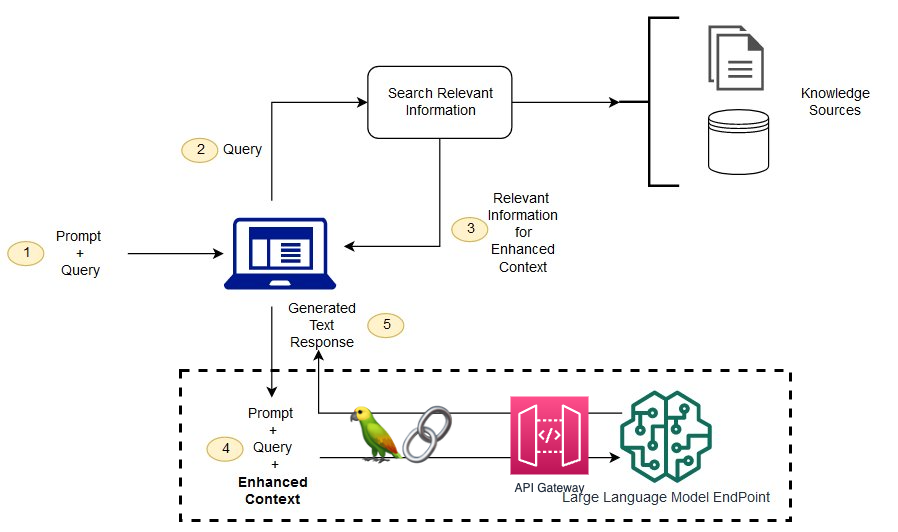 Search Relevant
Information
Knowledge
Sources
2
Query
Relevant
Information
for
Enhanced
Context
3
1
Prompt
+
Query
Generated
Text
Response
5
Prompt
+
Query
+
Enhanced
Context
4
</>
API Gateway
Large Language Model EndPoint